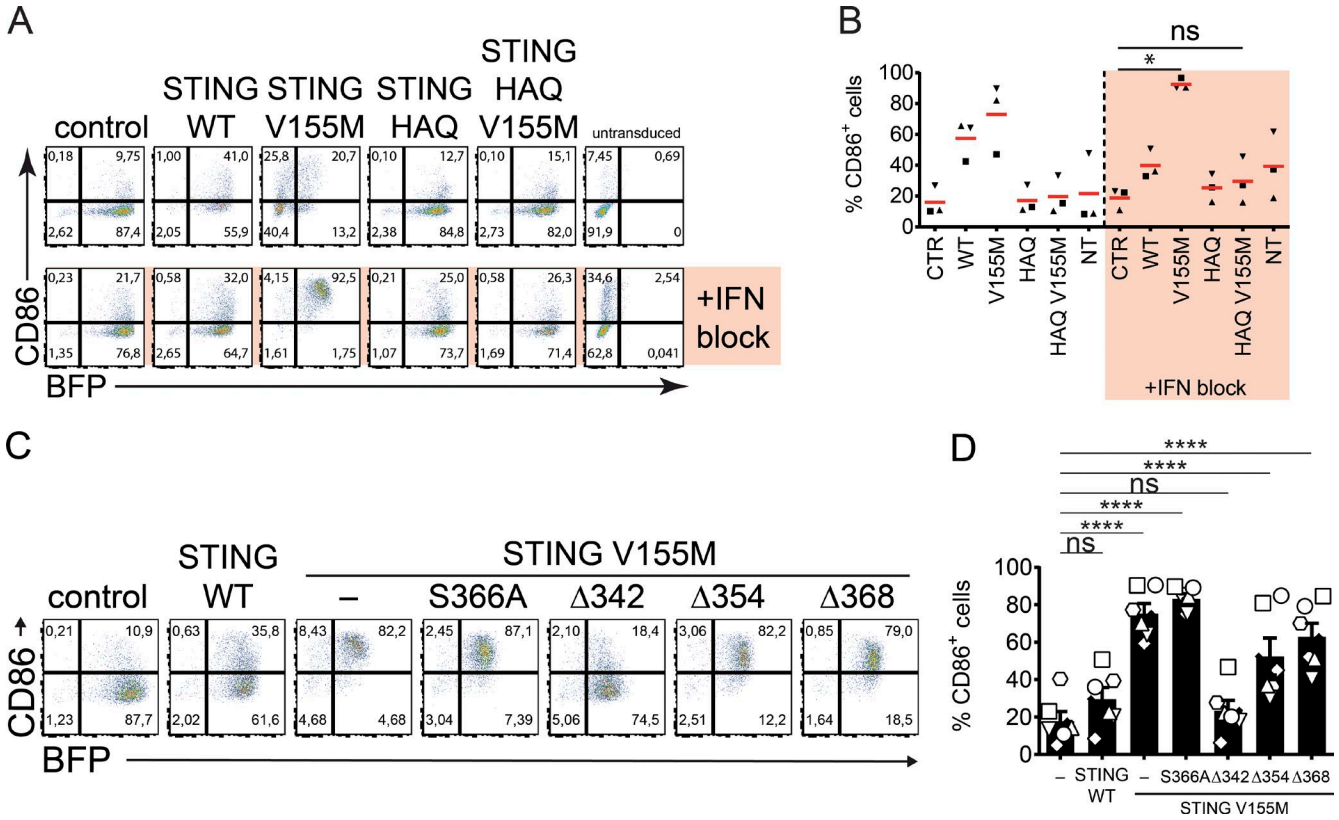 A
STING
STING STING STING HAQ
control WT V155M HAQ V155M untransduced
0,18 9,75 1,00 41,0 25,8 20,7 0,10 12,7 0,10 15,1 7,45 0,69
2,62 87,4 2,05 55,9 40,4 13,2 2,38 84,8 2,73 82,0 91,9 0
0,23 21,7 0,58 32,0 4,15 92,5 0,21 25,0 0,58 26,3 34,6 2,54
1,35 76,8 2,65 64,7 1,61 1,75 1,07 73,7 1,69 71,4 62,8 0,041
CD86
BFP
+IFN
block
B
ns
*
% CD86+ cells
100
80
60
40
20
0
CTR WT V155M HAQ HAQ V155M NT CTR WT V155M HAQ HAQ V155M NT
+IFN block
C
STING STING V155M
control WT – S366A Δ342 Δ354 Δ368
0,21 10,9 0,63 35,8 8,43 82,2 2,45 87,1 2,10 18,4 3,06 82,2 0,85 79,0
1,23 87,7 2,02 61,6 4,68 4,68 3,04 7,39 5,06 74,5 2,51 12,2 1,64 18,5
CD86
BFP
D
****
****
ns
****
****
ns
% CD86+ cells
100
80
60
40
20
0
– STING – S366A Δ342 Δ354 Δ368
WT
STING V155M